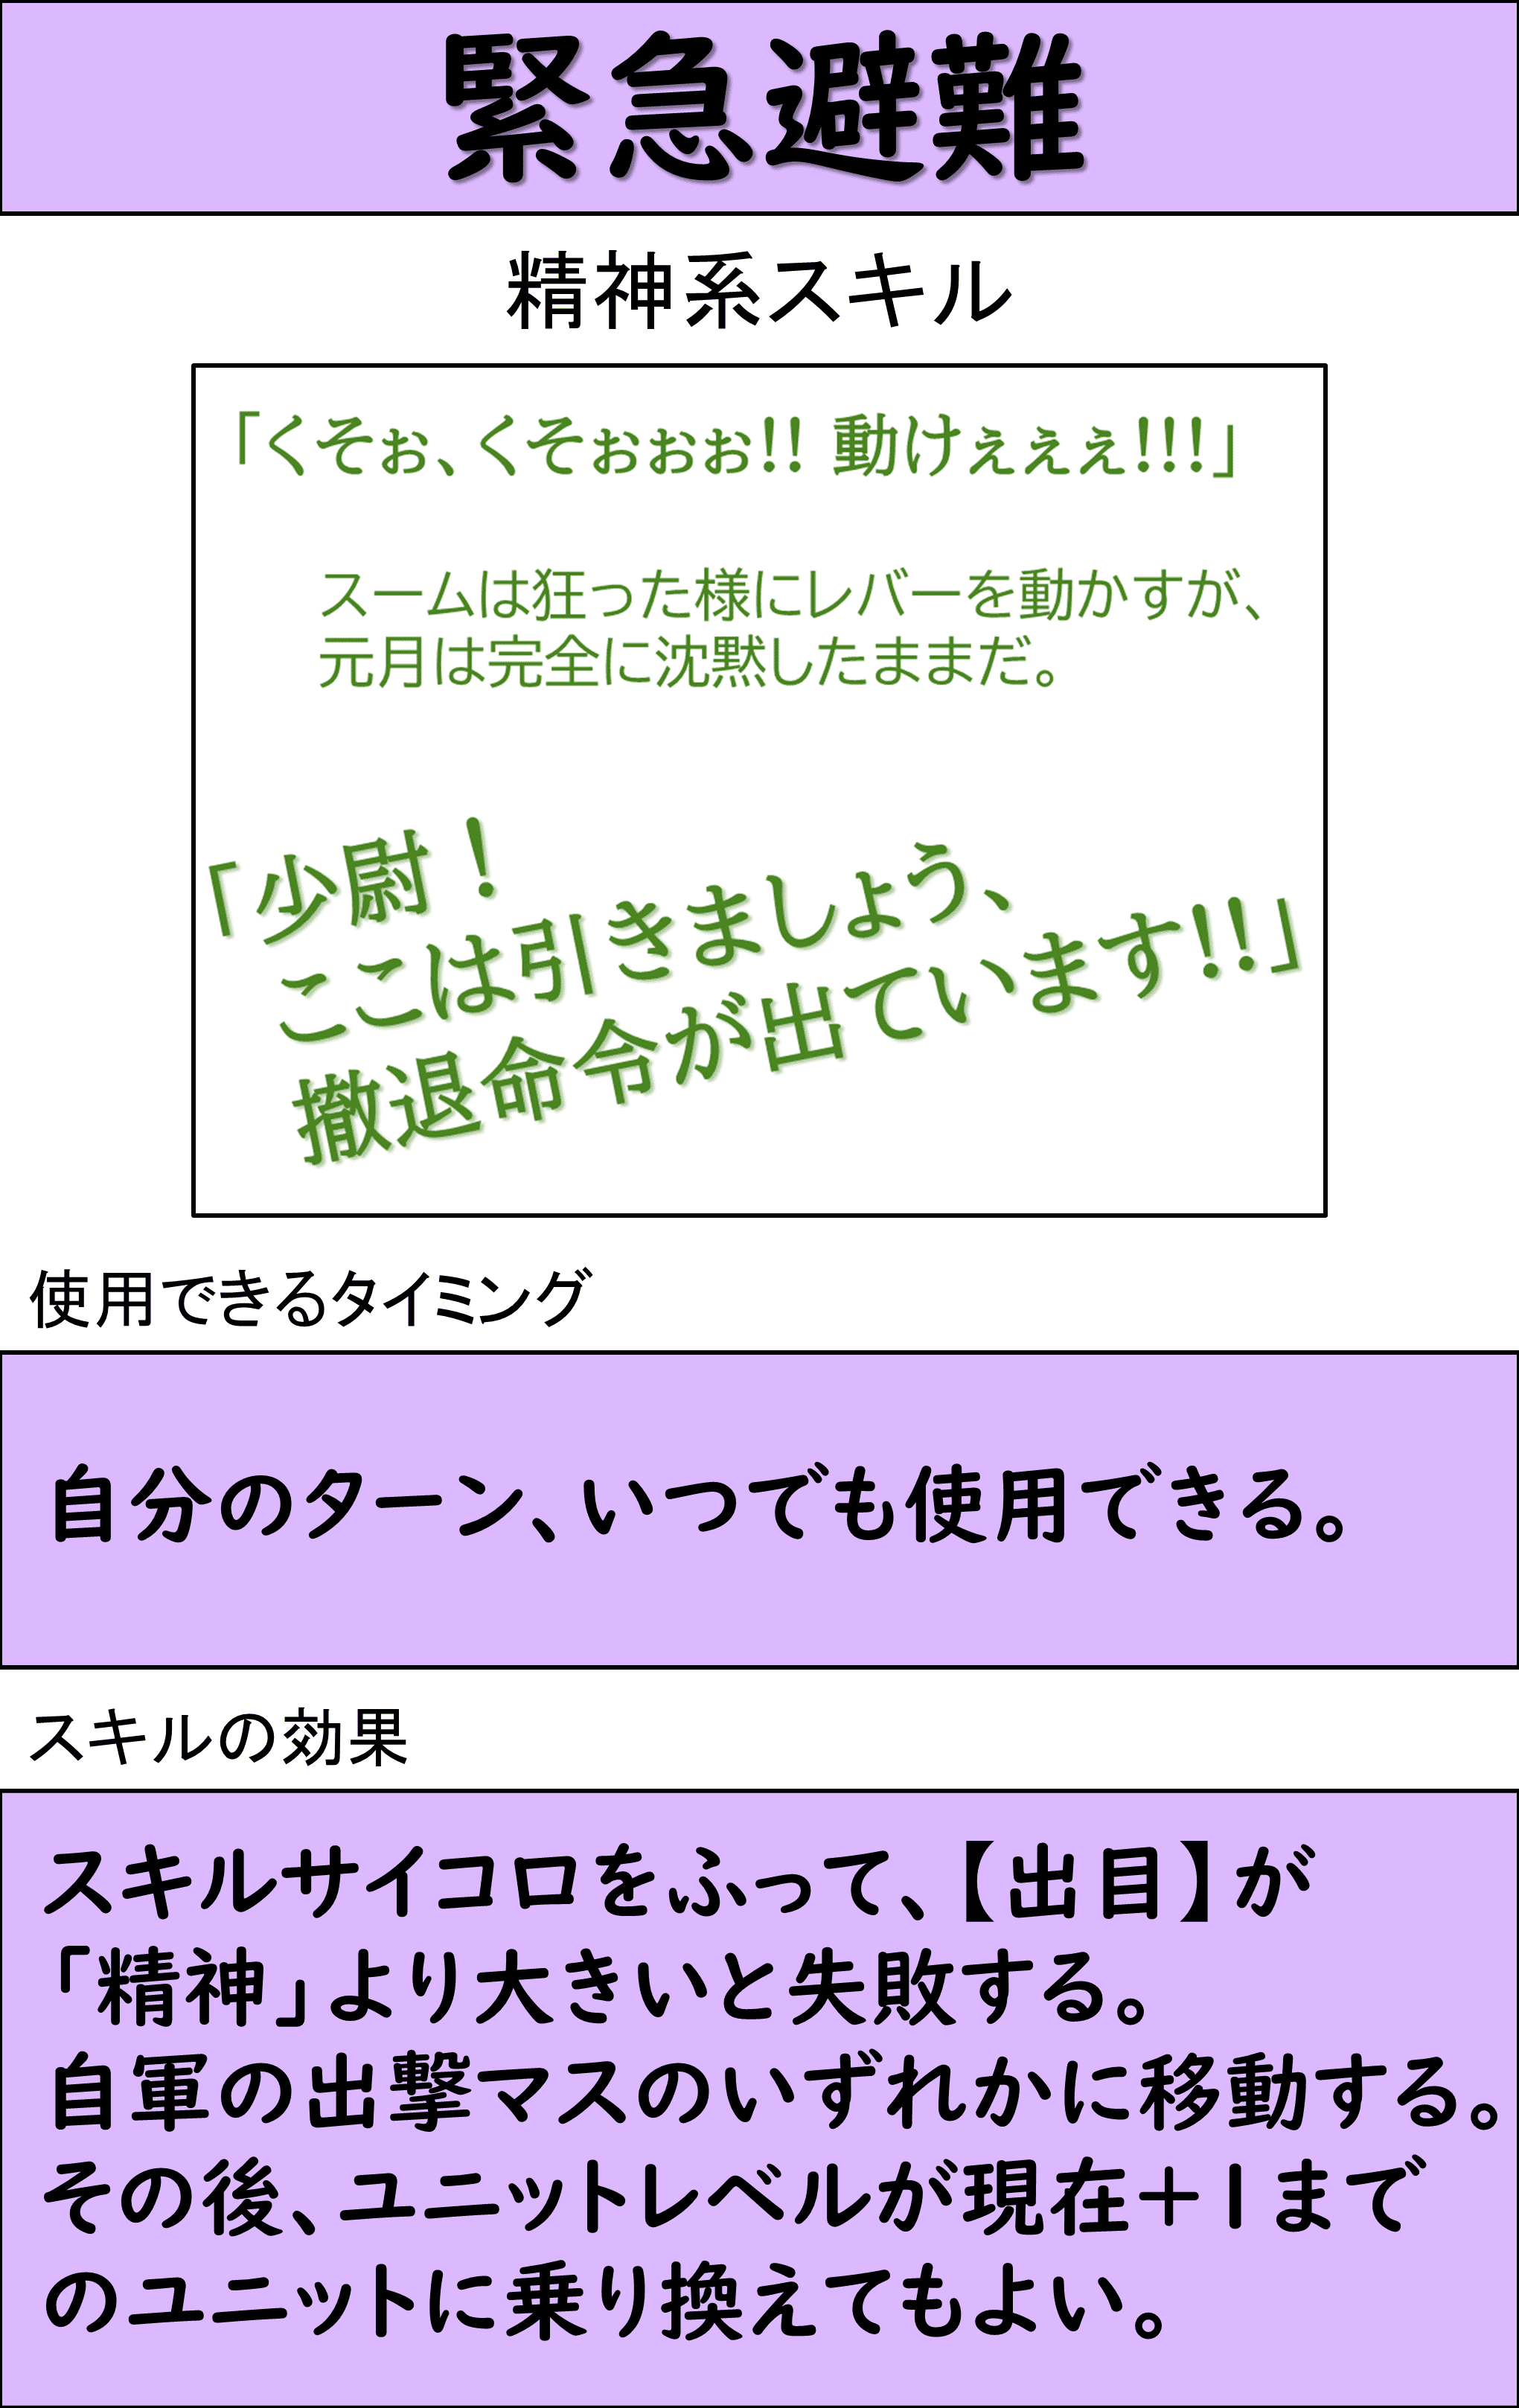 緊急避難
精神系スキル
「くそぉ、くそぉぉぉ!! 動けぇぇぇ!!!」
スームは狂った様にレバーを動かすが、
元月は完全に沈黙したままだ。
「少尉！
ここは引きましょう、
撤退命令が出ています!!」
使用できるタイミング
自分のターン、いつでも使用できる。
スキルの効果
スキルサイコロをふって、【出目】が
「精神」より大きいと失敗する。
自軍の出撃マスのいずれかに移動する。
その後、ユニットレベルが現在＋1まで
のユニットに乗り換えてもよい。